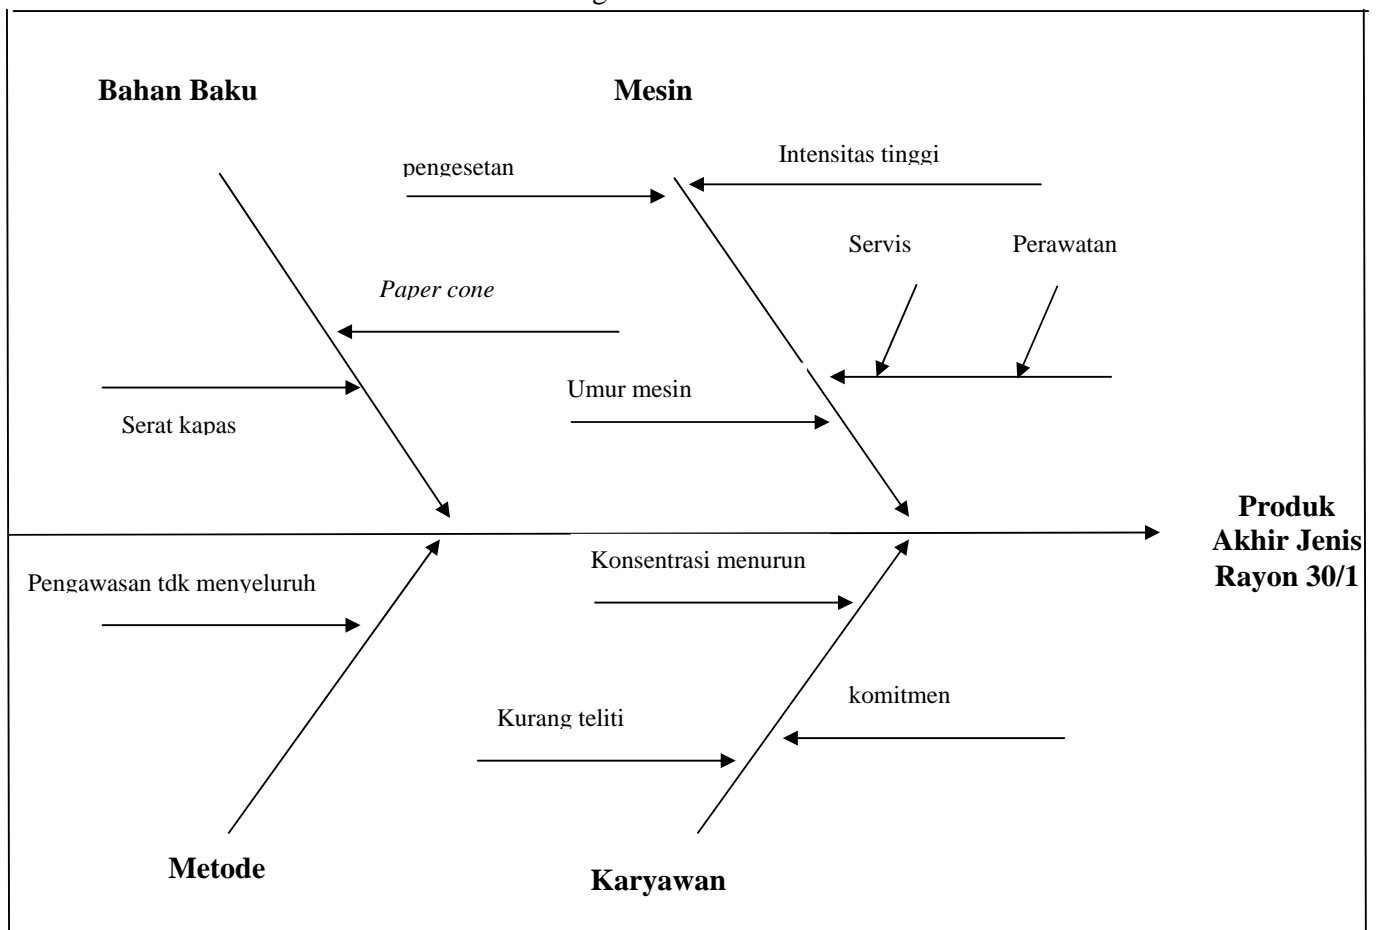 Bahan Baku
Mesin
pengesetan
Intensitas tinggi
Servis
Perawatan
Paper cone
Umur mesin
Serat kapas
Produk
Akhir Jenis
Rayon 30/1
Konsentrasi menurun
Pengawasan tdk menyeluruh
komitmen
Kurang teliti
Metode
Karyawan